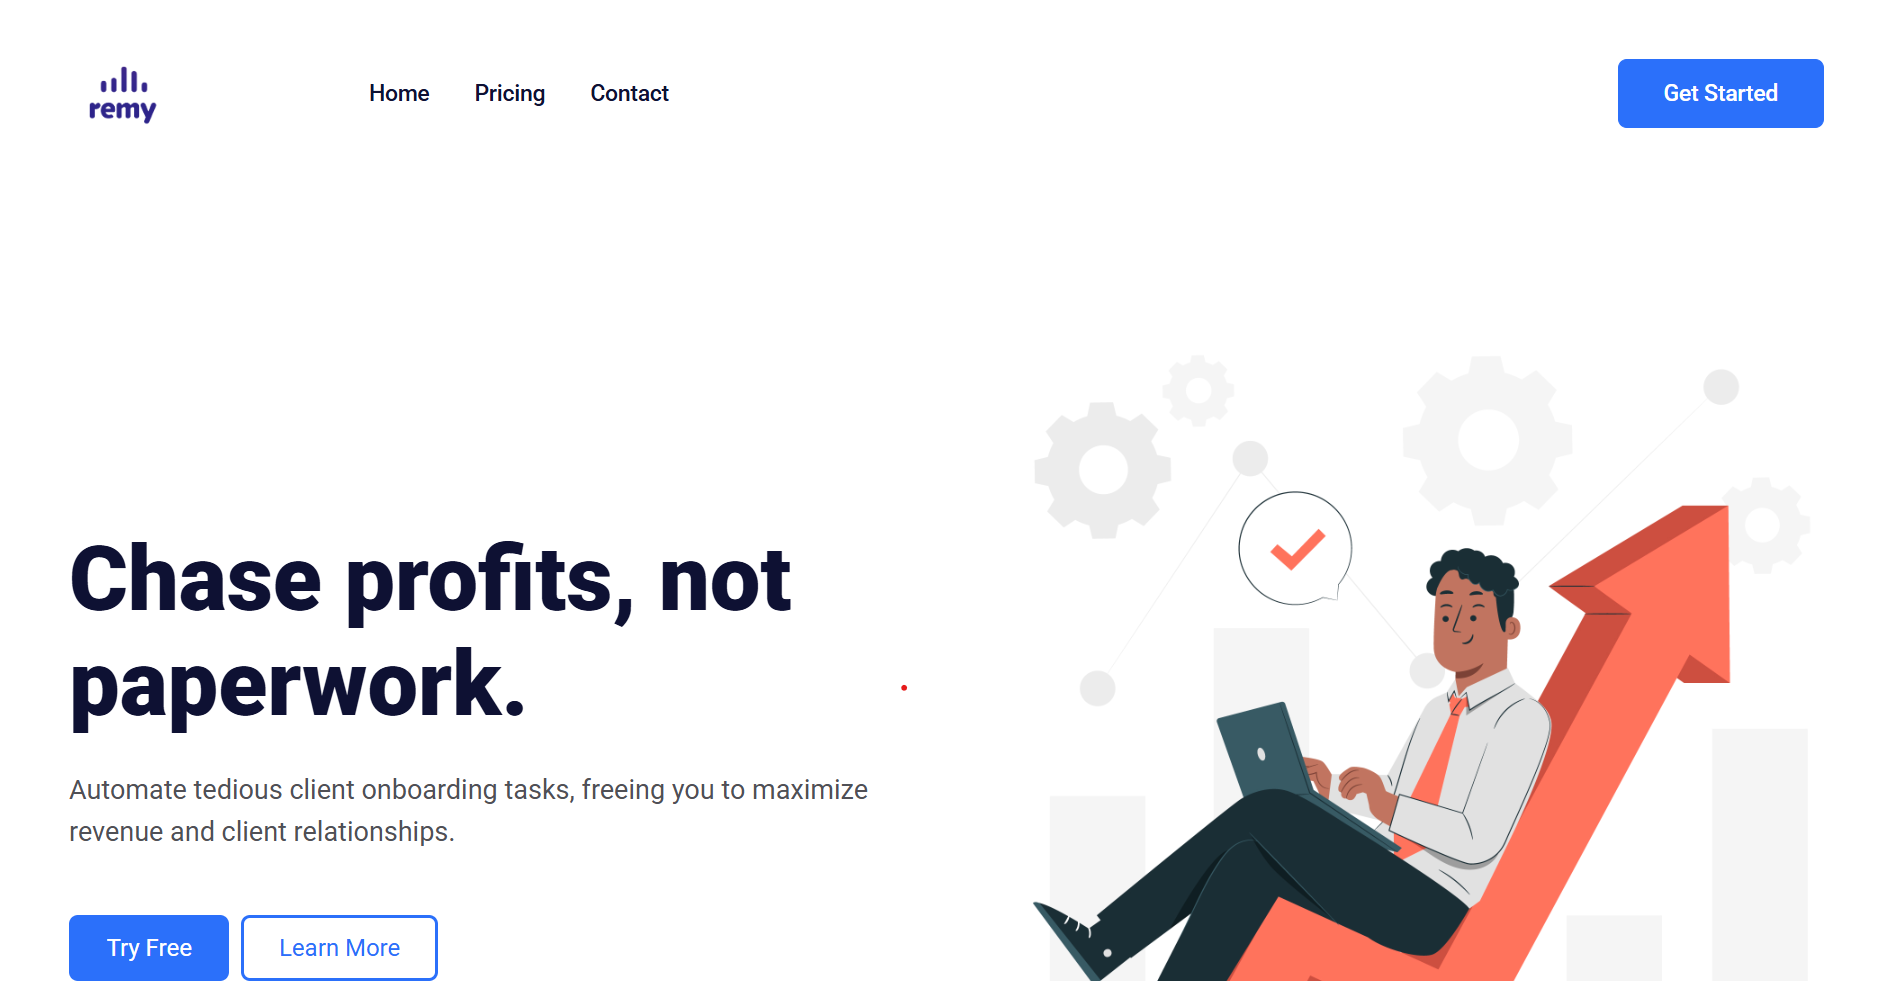 remy
Home
Pricing
Contact
Get Started
Chase profits, not
paperwork.
Automate tedious client onboarding tasks, freeing you to maximize
revenue and client relationships.
Try Free
Learn More